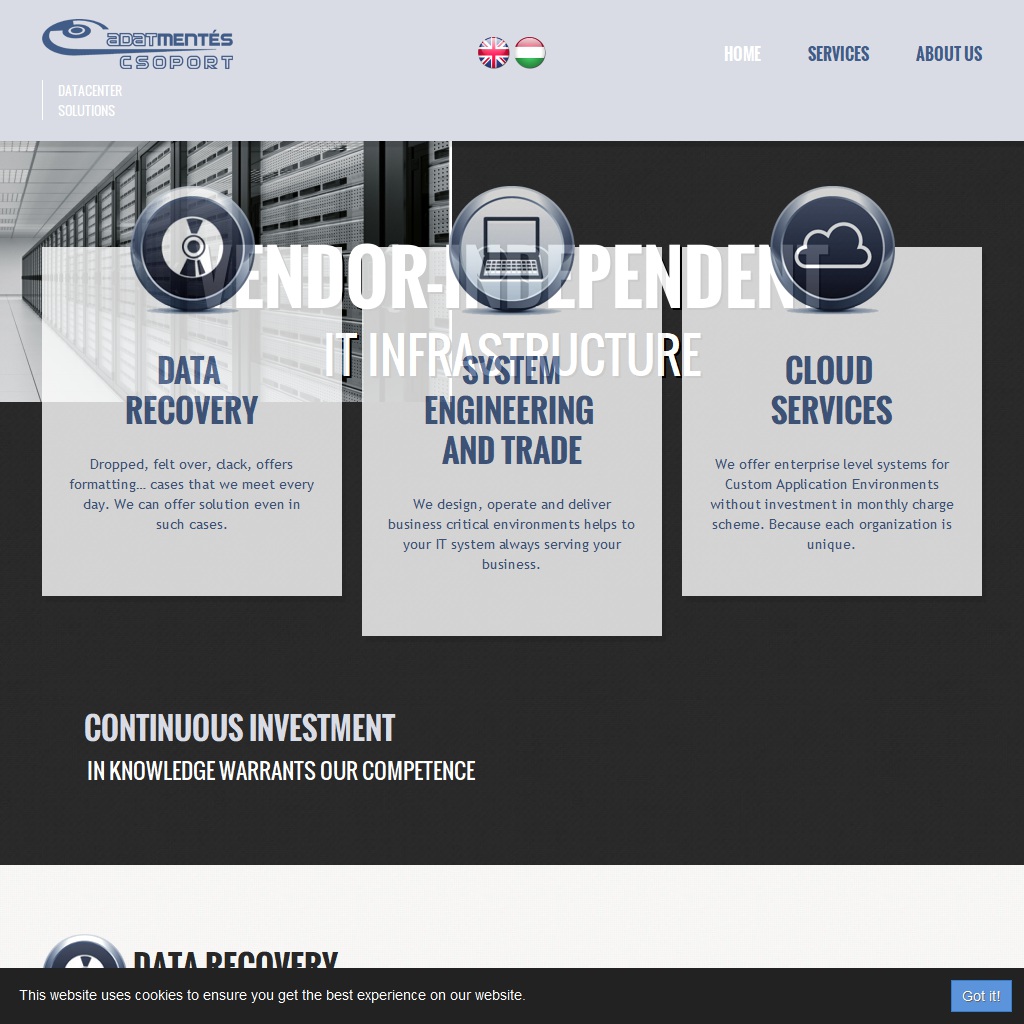 ADATMENTÉS
CSOPORT
DATACENTER
SOLUTIONS
HOME
SERVICES
ABOUT US
VENDOR-INDEPENDENT
IT INFRASTRUCTURE
DATA
RECOVERY
Dropped, felt over, clack, offers
formatting... cases that we meet every
day. We can offer solution even in
such cases.
SYSTEM
ENGINEERING
AND TRADE
We design, operate and deliver
business critical environments helps to
your IT system always serving your
business.
CLOUD
SERVICES
We offer enterprise level systems for
Custom Application Environments
without investment in monthly charge
scheme. Because each organization is
unique.
CONTINUOUS INVESTMENT
IN KNOWLEDGE WARRANTS OUR COMPETENCE
DATA RECOVERY
This website uses cookies to ensure you get the best experience on our website.
Got it!